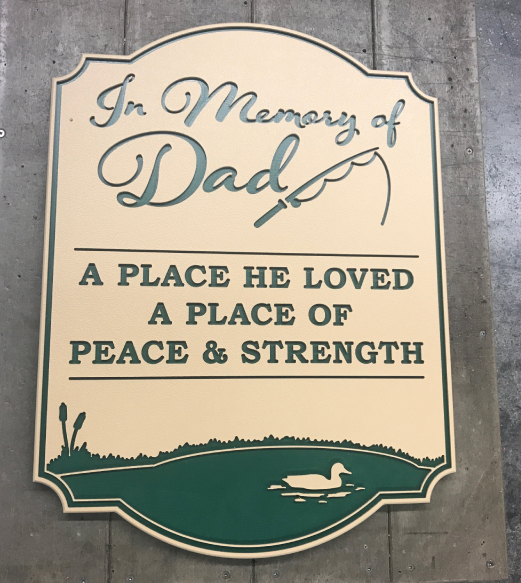 In Memory of
Dad
A PLACE HE LOVED
A PLACE OF
PEACE & STRENGTH